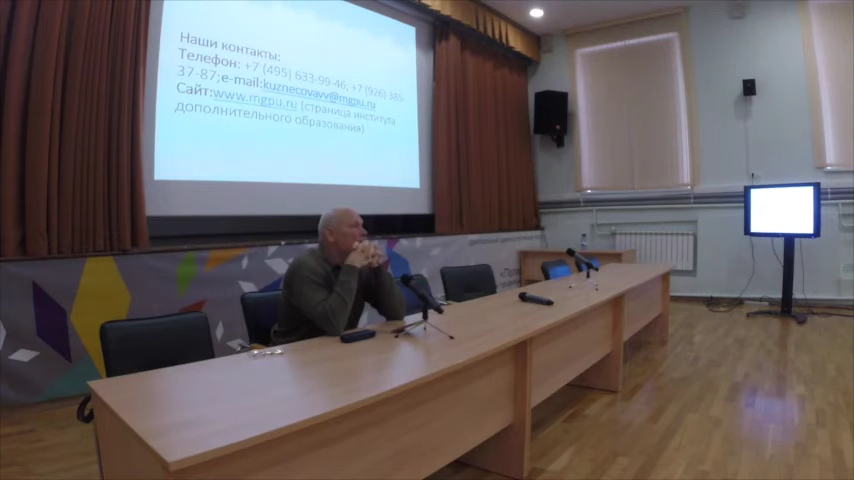 Наши контакты:
Телефон: +7 (495) 633-99-46; +7 (926) 385-
37-87;e-mail:kuznecovavv@mgpu.ru
Сайт:www.mgpu.ru (страница института
дополнительного образования)